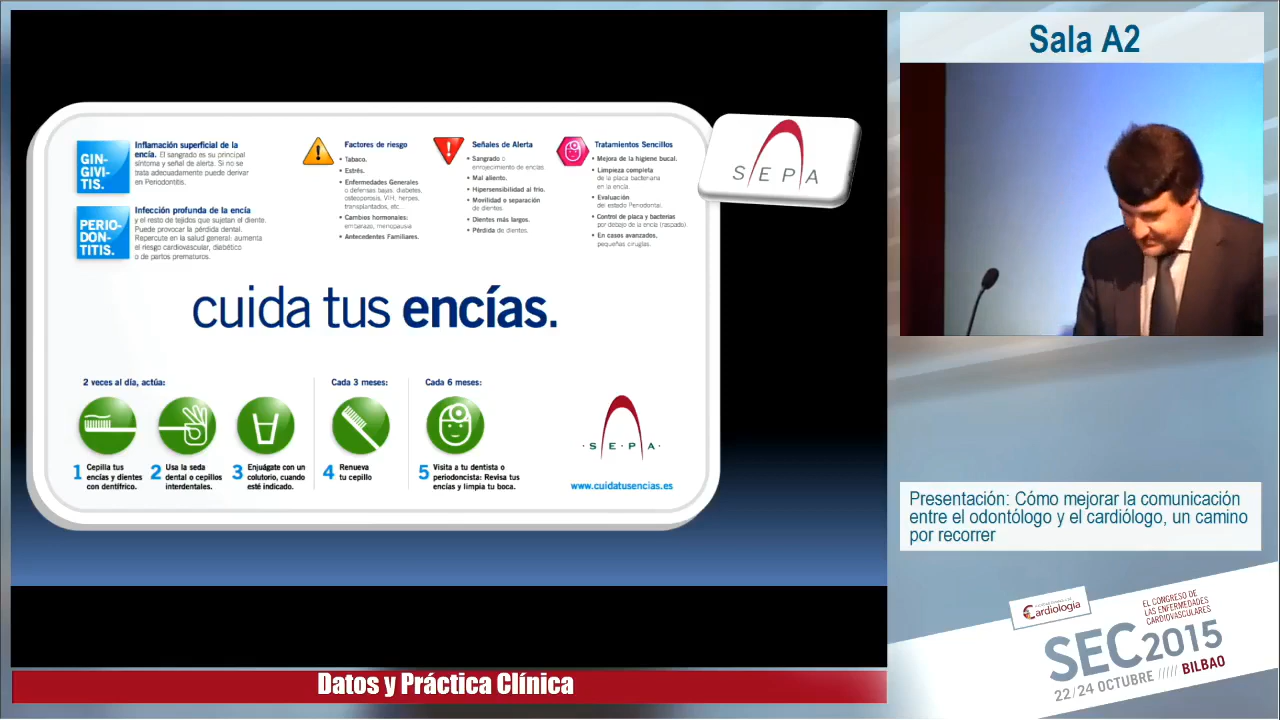 Sala A2
GIN-
GIVI-
TIS.
Inflamación superficial de la
encía. El sangrado es su principal
síntoma y señal de alerta. Si no se
trata adecuadamente puede derivar
en Periodontitis.
PERIO-
DON-
TITIS.
Infección profunda de la encía
y el resto de tejidos que sujetan el diente.
Puede provocar la pérdida dental.
Repercute en la salud general: aumenta
el riesgo cardiovascular, diabético
o de partos prematuros.
Factores de riesgo
• Tabaco.
• Estrés.
• Enfermedades Generales
o defensas bajas: diabetes,
osteoporosis, VIH, herpes,
transplantados, etc...
• Cambios hormonales:
embarazo, menopausia
• Antecedentes Familiares.
Señales de Alerta
• Sangrado o
enrojecimiento de encías.
• Mal aliento.
• Hipersensibilidad al frío.
• Movilidad o separación
de dientes.
• Dientes más largos.
• Pérdida de dientes.
Tratamientos Sencillos
• Mejora de la higiene bucal.
• Limpieza completa
de la placa bacteriana
en la encía.
• Evaluación
del estado Periodontal.
• Control de placa y bacterias
por debajo de la encía (raspado).
• En casos avanzados,
pequeñas cirugías.
S E P A
cuida tus encías.
2 veces al día, actúa:
1 Cepilla tus
encías y dientes
con dentífrico.
2 Usa la seda
dental o cepillos
interdentales.
3 Enjuágate con un
colutorio, cuando
esté indicado.
Cada 3 meses:
4 Renueva
tu cepillo
Cada 6 meses:
5 Visita a tu dentista o
periodoncista: Revisa tus
encías y limpia tu boca.
·S·E·P·A·
www.cuidatusencias.es
Presentación: Cómo mejorar la comunicación
entre el odontólogo y el cardiólogo, un camino
por recorrer
Cardiología
EL CONGRESO DE
LAS ENFERMEDADES
CARDIOVASCULARES
SEC2015
22/24 OCTUBRE ///// BILBAO
Datos y Práctica Clínica